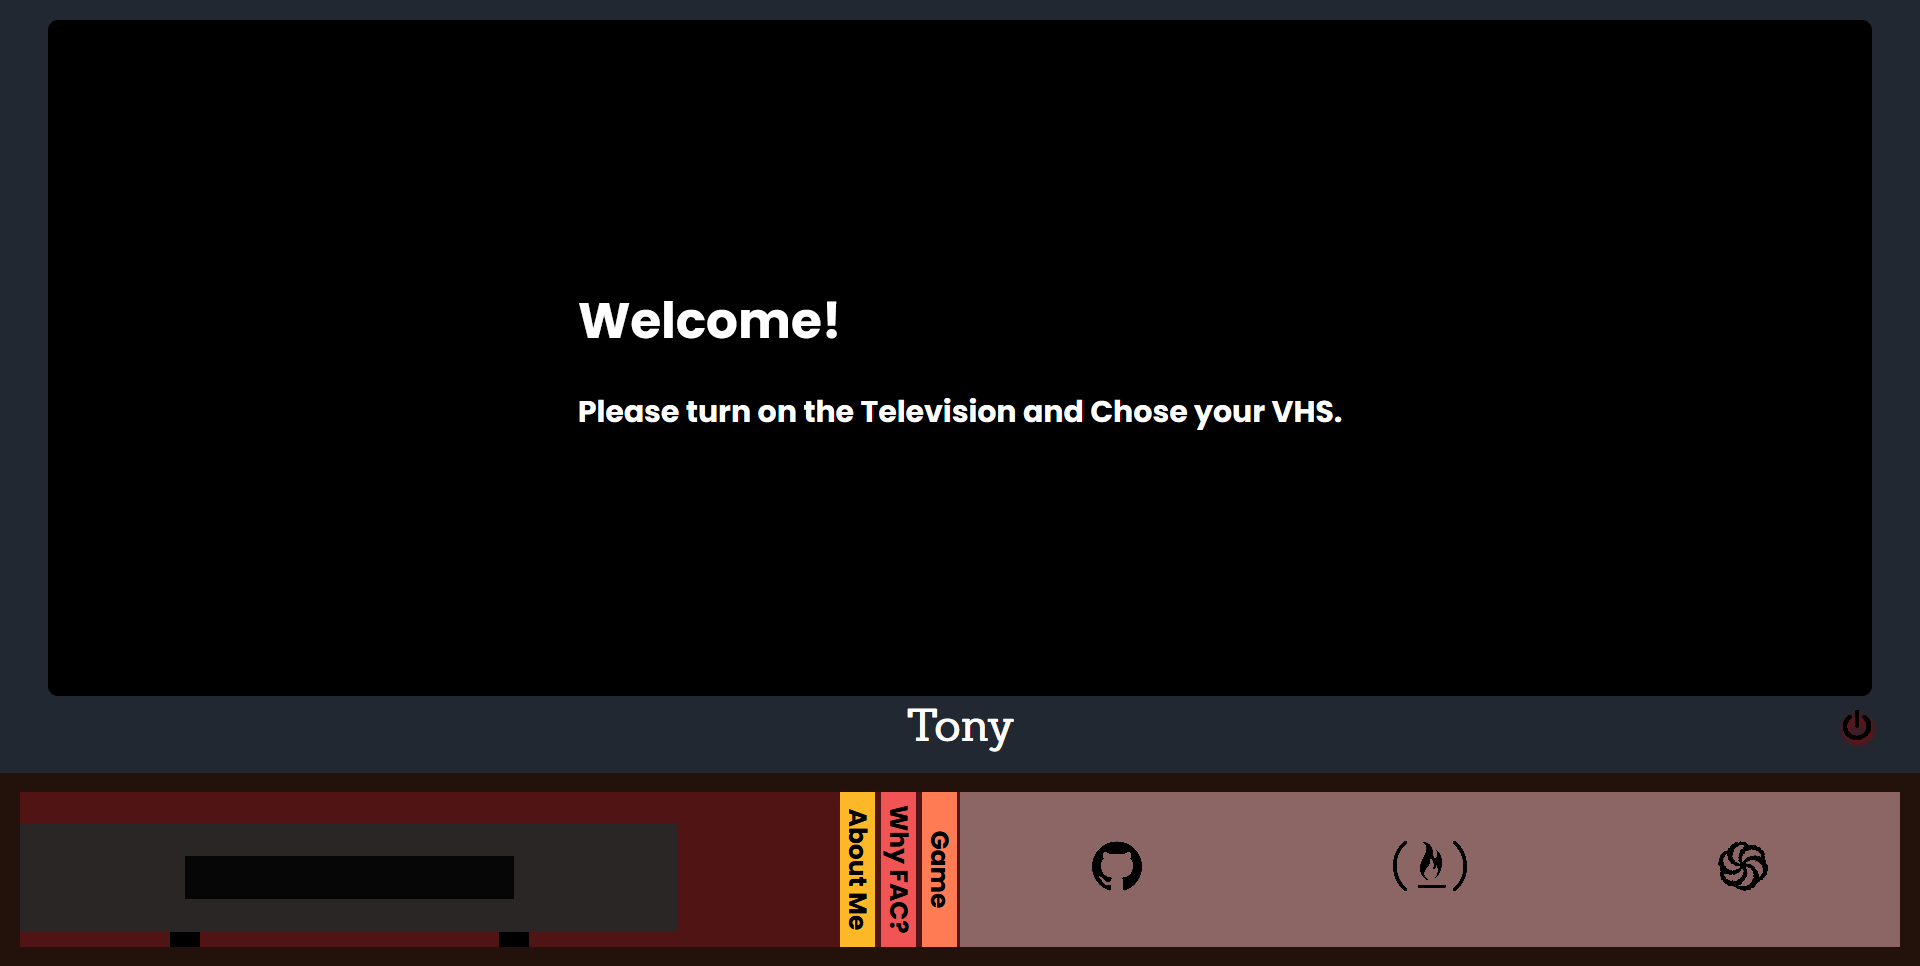 Welcome!
Please turn on the Television and Chose your VHS.
Tony
About Me
Why FAC?
Game